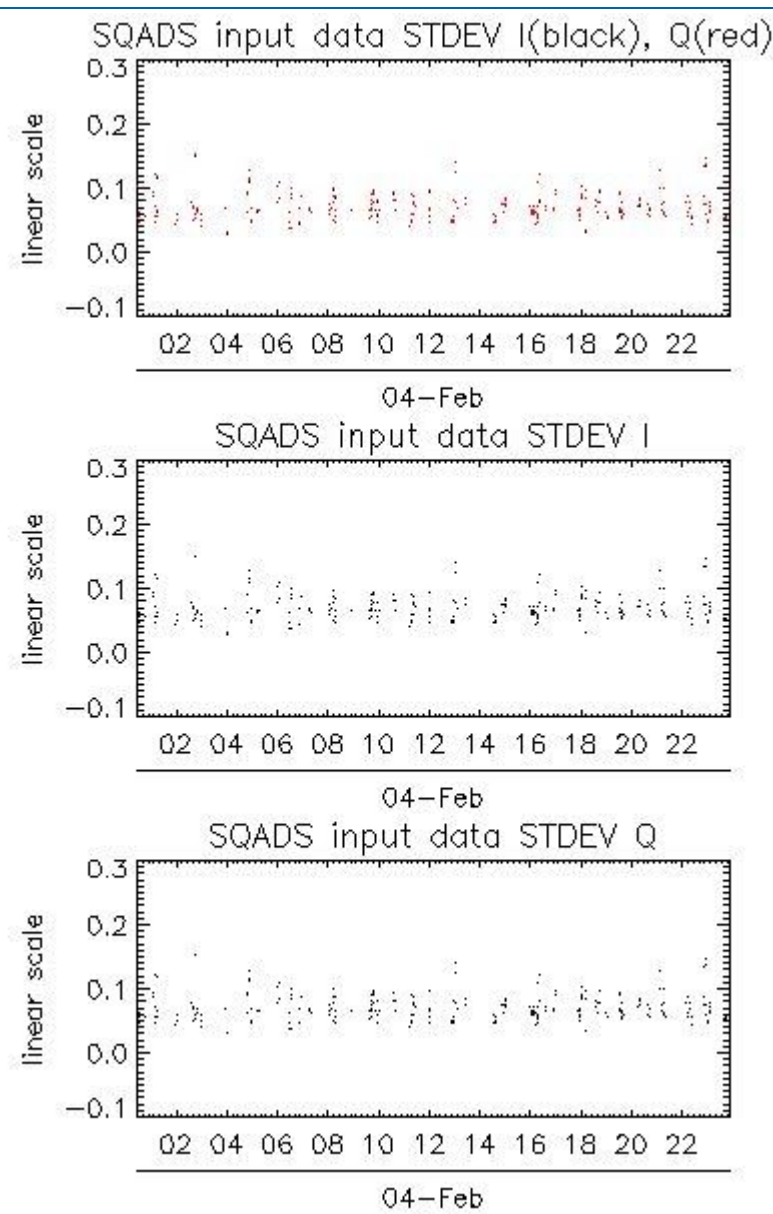 SQADS input data STDEV I(black), Q(red)
0.3
0.2
0.1
0.0
-0.1
linear scale
02 04 06 08 10 12 14 16 18 20 22
04-Feb
SQADS input data STDEV I
0.3
0.2
0.1
0.0
-0.1
linear scale
02 04 06 08 10 12 14 16 18 20 22
04-Feb
SQADS input data STDEV Q
0.3
0.2
0.1
0.0
-0.1
linear scale
02 04 06 08 10 12 14 16 18 20 22
04-Feb